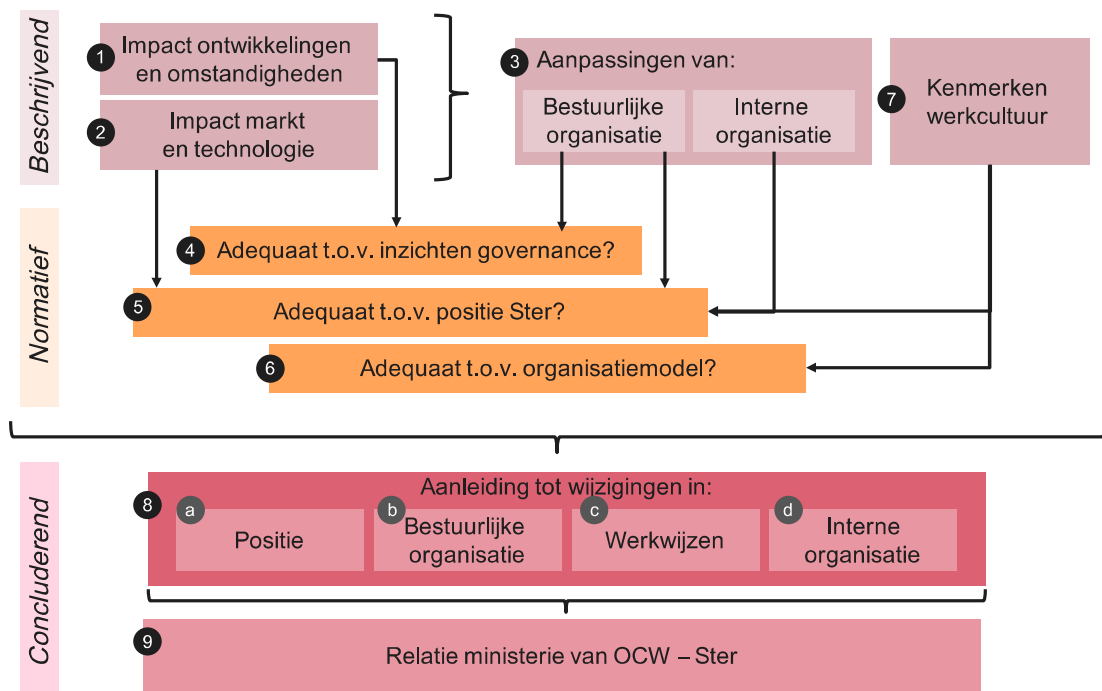 Beschrijvend
1
Impact ontwikkelingen
en omstandigheden
2
Impact markt
en technologie
3
Aanpassingen van:
Bestuurlijke
organisatie
Interne
organisatie
7
Kenmerken
werkcultuur
Normatief
4
Adequaat t.o.v. inzichten governance?
5
Adequaat t.o.v. positie Ster?
6
Adequaat t.o.v. organisatiemodel?
Concluderend
8
Aanleiding tot wijzigingen in:
a
Positie
b
Bestuurlijke
organisatie
c
Werkwijzen
d
Interne
organisatie
9
Relatie ministerie van OCW – Ster